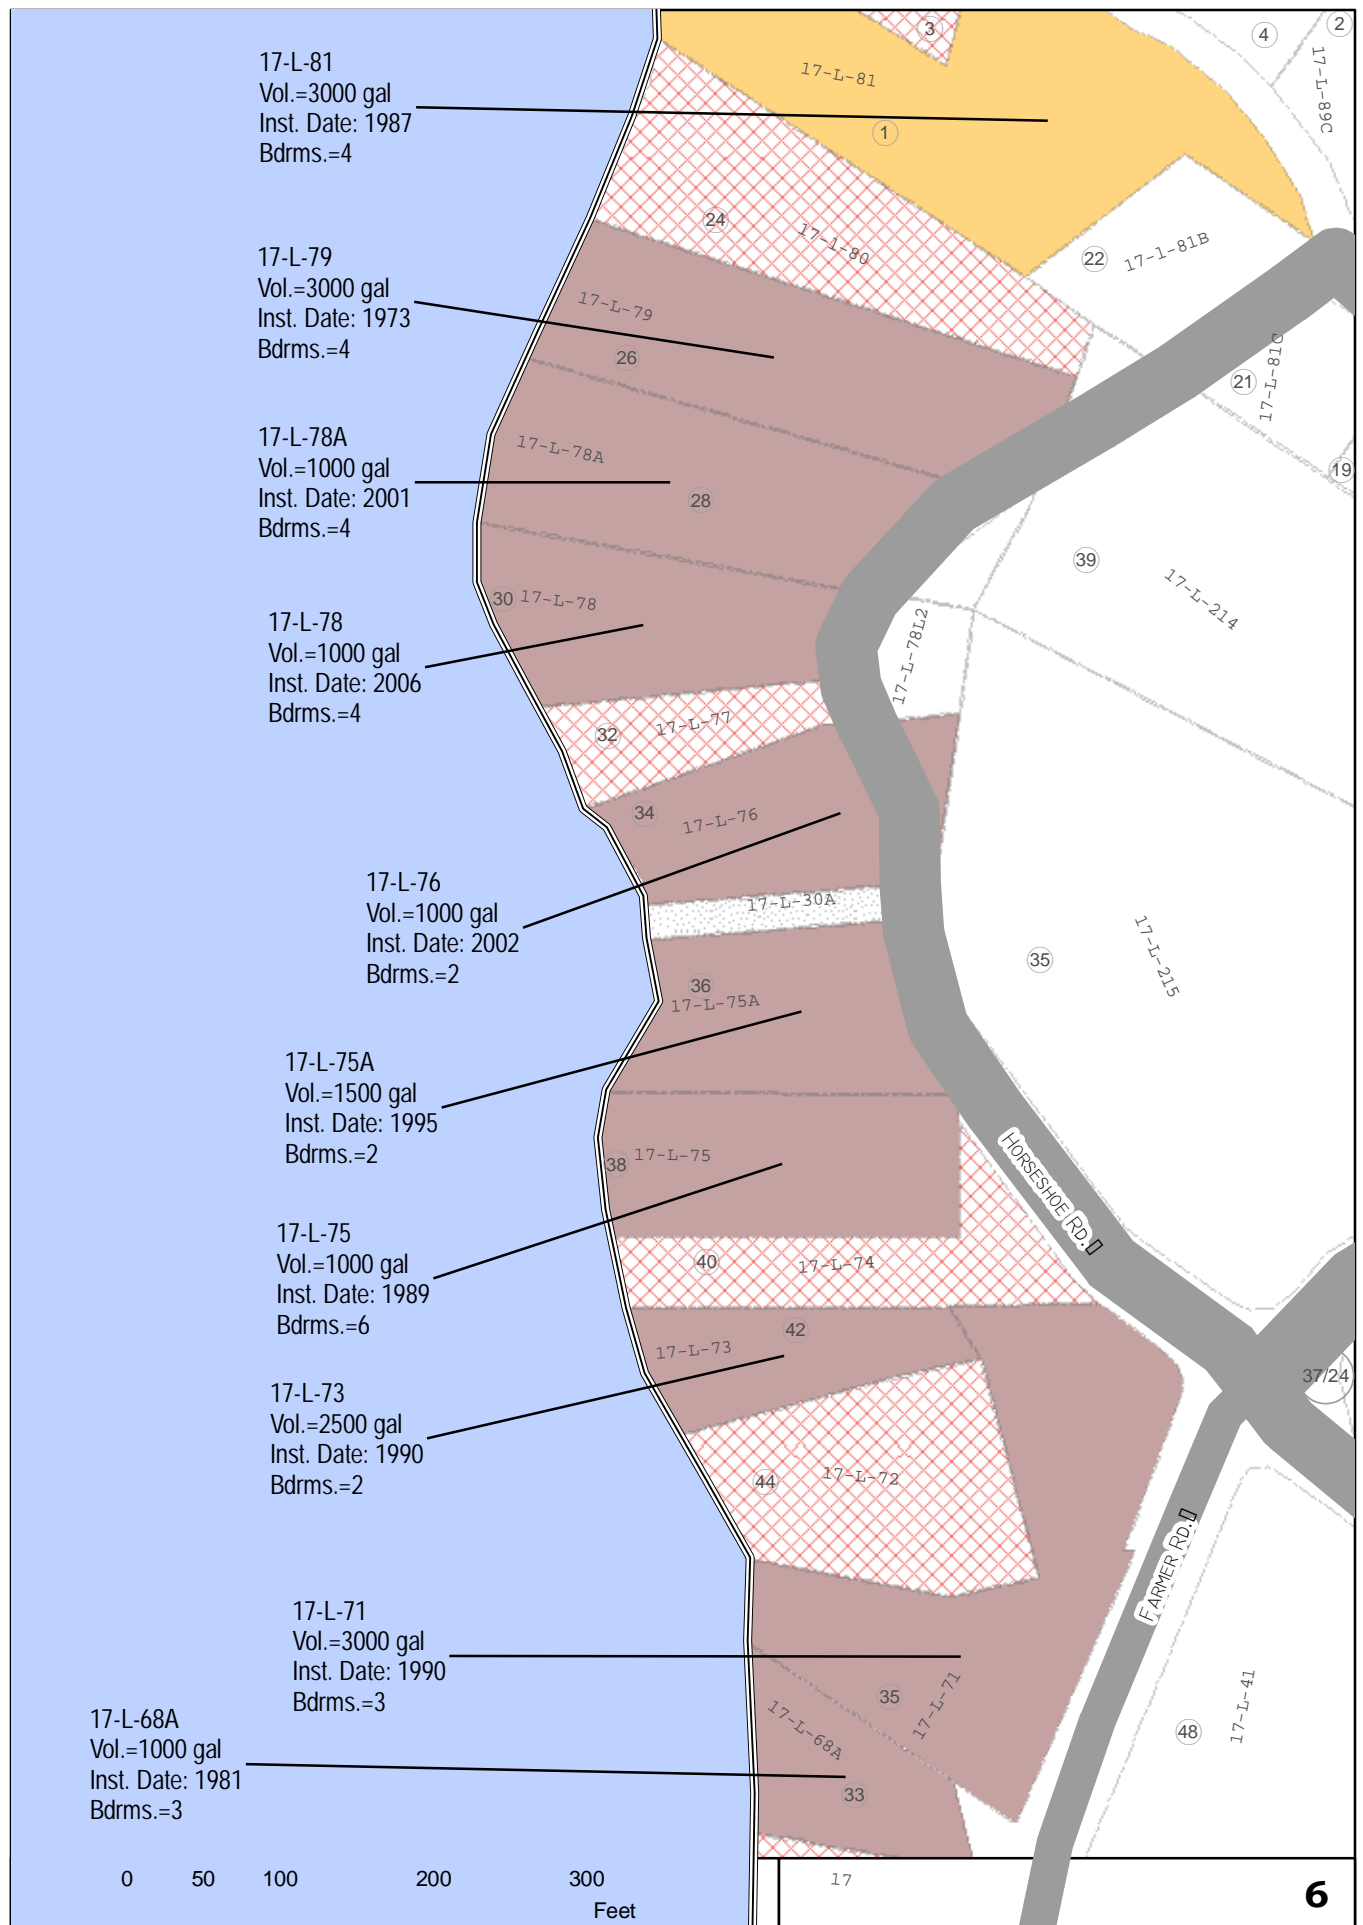 17-L-81
Vol.=3000 gal
Inst. Date: 1987
Bdrms.=4
3
4
2
17-L-81
17-L-89C
1
24
17-1-80
22
17-1-81B
17-L-79
Vol.=3000 gal
Inst. Date: 1973
Bdrms.=4
17-L-79
26
21
17-L-81C
19
17-L-78A
Vol.=1000 gal
Inst. Date: 2001
Bdrms.=4
17-L-78A
28
39
17-L-214
17-L-78
Vol.=1000 gal
Inst. Date: 2006
Bdrms.=4
30
17-L-78
17-L-78L2
32
17-L-77
34
17-L-76
17-L-76
Vol.=1000 gal
Inst. Date: 2002
Bdrms.=2
17-L-30A
35
17-L-215
36
17-L-75A
17-L-75A
Vol.=1500 gal
Inst. Date: 1995
Bdrms.=2
38
17-L-75
HORSESHOE RD.
17-L-75
Vol.=1000 gal
Inst. Date: 1989
Bdrms.=6
40
17-L-74
42
17-L-73
37/24
17-L-73
Vol.=2500 gal
Inst. Date: 1990
Bdrms.=2
44
17-L-72
FARMER RD.
17-L-71
Vol.=3000 gal
Inst. Date: 1990
Bdrms.=3
35
17-L-71
48
17-L-41
17-L-68A
Vol.=1000 gal
Inst. Date: 1981
Bdrms.=3
17-L-68A
33
0 50 100 200 300
Feet
17
6